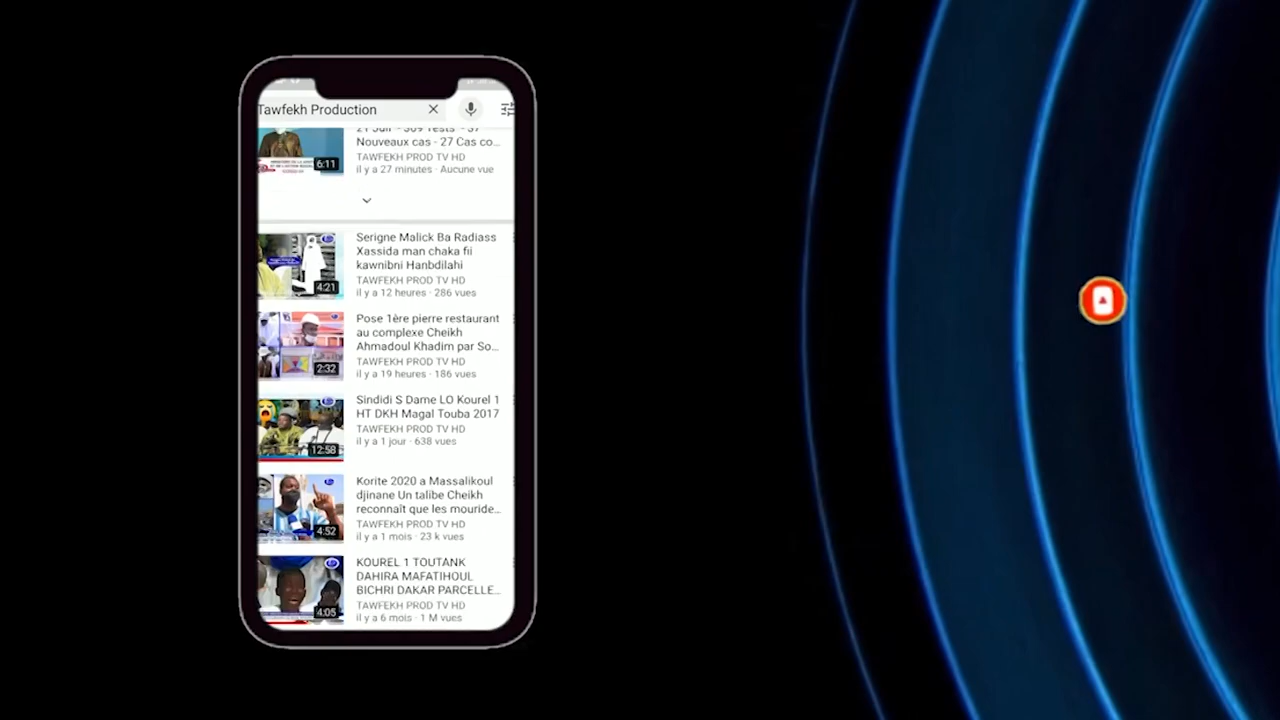 Tawfekh Production
21 Juin - 309 Tests - 37
Nouveaux cas - 27 Cas co...
TAWFEKH PROD TV HD
il y a 27 minutes · Aucune vue
6:11
Serigne Malick Ba Radiass
Xassida man chaka fii
kawnibni Hanbdilahi
TAWFEKH PROD TV HD
il y a 12 heures · 286 vues
4:21
Pose 1ère pierre restaurant
au complexe Cheikh
Ahmadoul Khadim par So...
TAWFEKH PROD TV HD
il y a 19 heures · 186 vues
2:32
Sindidi S Dame LO Kourel 1
HT DKH Magal Touba 2017
TAWFEKH PROD TV HD
il y a 1 jour · 638 vues
12:58
Korite 2020 a Massalikoul
djinane Un talibe Cheikh
reconnaît que les mouride...
TAWFEKH PROD TV HD
il y a 1 mois · 23 k vues
4:52
KOUREL 1 TOUTANK
DAHIRA MAFATIHOUL
BICHRI DAKAR PARCELLE...
TAWFEKH PROD TV HD
il y a 6 mois · 1 M vues
4:05